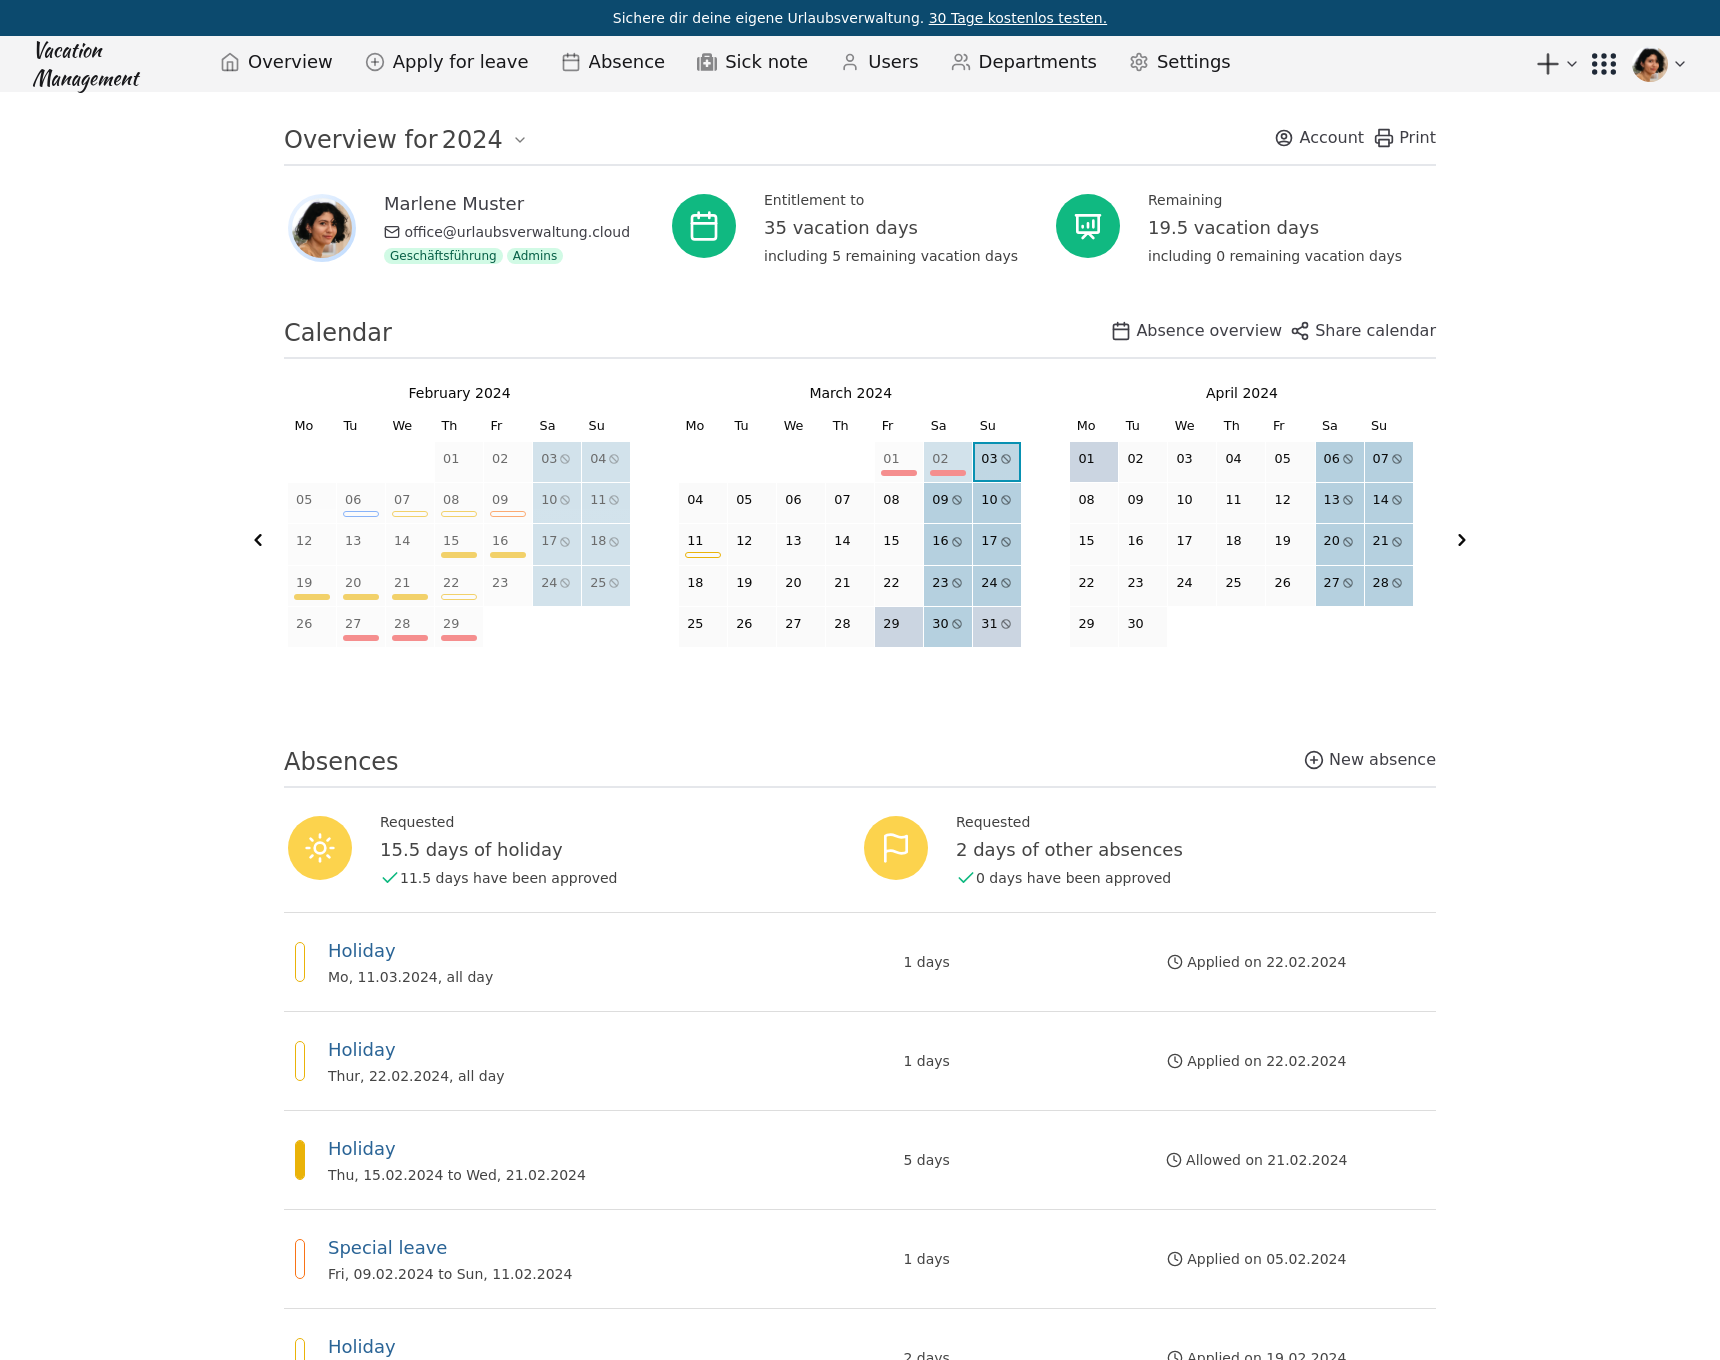 Sichere dir deine eigene Urlaubsverwaltung. 30 Tage kostenlos testen.
Vacation
Management
Overview Apply for leave Absence Sick note Users Departments Settings
Overview for 2024 Account Print
Marlene Muster
office@urlaubsverwaltung.cloud
Geschäftsführung Admins
Entitlement to
35 vacation days
including 5 remaining vacation days
Remaining
19.5 vacation days
including 0 remaining vacation days
Calendar Absence overview Share calendar
February 2024
Mo Tu We Th Fr Sa Su
01 02 03 04
05 06 07 08 09 10 11
12 13 14 15 16 17 18
19 20 21 22 23 24 25
26 27 28 29
March 2024
Mo Tu We Th Fr Sa Su
01 02 03
04 05 06 07 08 09 10
11 12 13 14 15 16 17
18 19 20 21 22 23 24
25 26 27 28 29 30 31
April 2024
Mo Tu We Th Fr Sa Su
01 02 03 04 05 06 07
08 09 10 11 12 13 14
15 16 17 18 19 20 21
22 23 24 25 26 27 28
29 30
Absences New absence
Requested
15.5 days of holiday
11.5 days have been approved
Requested
2 days of other absences
0 days have been approved
Holiday
Mo, 11.03.2024, all day
1 days
Applied on 22.02.2024
Holiday
Thur, 22.02.2024, all day
1 days
Applied on 22.02.2024
Holiday
Thu, 15.02.2024 to Wed, 21.02.2024
5 days
Allowed on 21.02.2024
Special leave
Fri, 09.02.2024 to Sun, 11.02.2024
1 days
Applied on 05.02.2024
Holiday
2 days
Applied on 19.02.2024